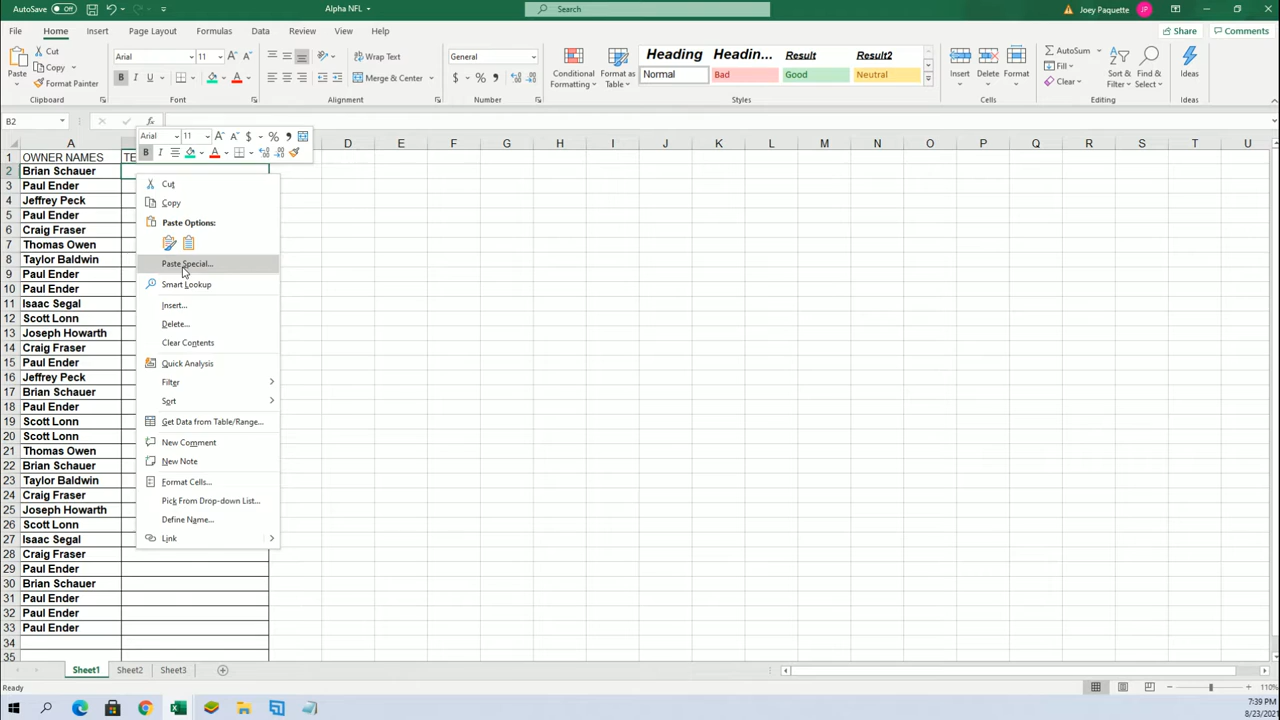 AutoSave Off Alpha NFL Search Joey Paquette JP
File Home Insert Page Layout Formulas Data Review View Help Share Comments
Paste Cut Copy Format Painter Clipboard
Arial 11 Font
Wrap Text Merge & Center Alignment
General Number
Conditional Formatting Format as Table
Heading Headin... Result Result2
Normal Bad Good Neutral
Styles
Insert Delete Format Cells
AutoSum Fill Clear Sort & Filter Find & Select Editing
Ideas Ideas
B2 fx
Arial 11 $ % 9
A D E F G H I J K L M N O P Q R S T U
1 OWNER NAMES TE
2 Brian Schauer
3 Paul Ender
4 Jeffrey Peck
5 Paul Ender
6 Craig Fraser
7 Thomas Owen
8 Taylor Baldwin
9 Paul Ender
10 Paul Ender
11 Isaac Segal
12 Scott Lonn
13 Joseph Howarth
14 Craig Fraser
15 Paul Ender
16 Jeffrey Peck
17 Brian Schauer
18 Paul Ender
19 Scott Lonn
20 Scott Lonn
21 Thomas Owen
22 Brian Schauer
23 Taylor Baldwin
24 Craig Fraser
25 Joseph Howarth
26 Scott Lonn
27 Isaac Segal
28 Craig Fraser
29 Paul Ender
30 Brian Schauer
31 Paul Ender
32 Paul Ender
33 Paul Ender
34
35
Cut
Copy
Paste Options:
Paste Special...
Smart Lookup
Insert...
Delete...
Clear Contents
Quick Analysis
Filter
Sort
Get Data from Table/Range...
New Comment
New Note
Format Cells...
Pick From Drop-down List...
Define Name...
Link
Sheet1 Sheet2 Sheet3
Ready 110%
7:39 PM